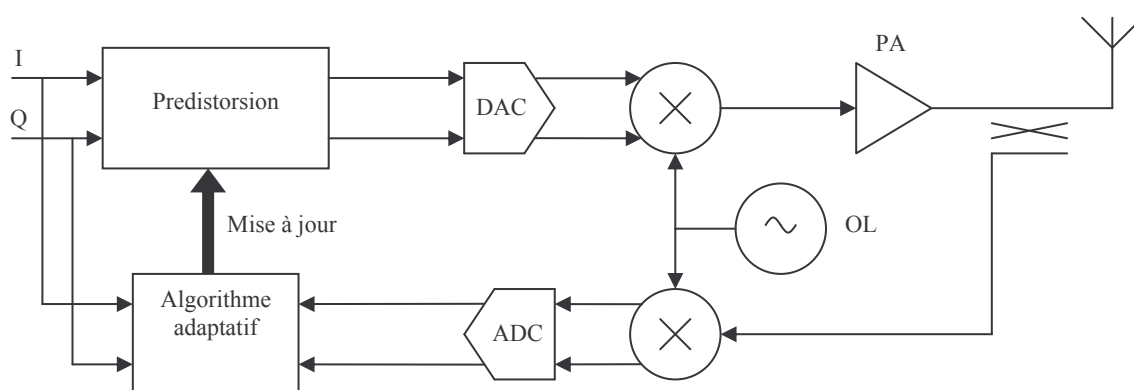 I
Q
Predistorsion
DAC
PA
Mise à jour
OL
Algorithme
adaptatif
ADC